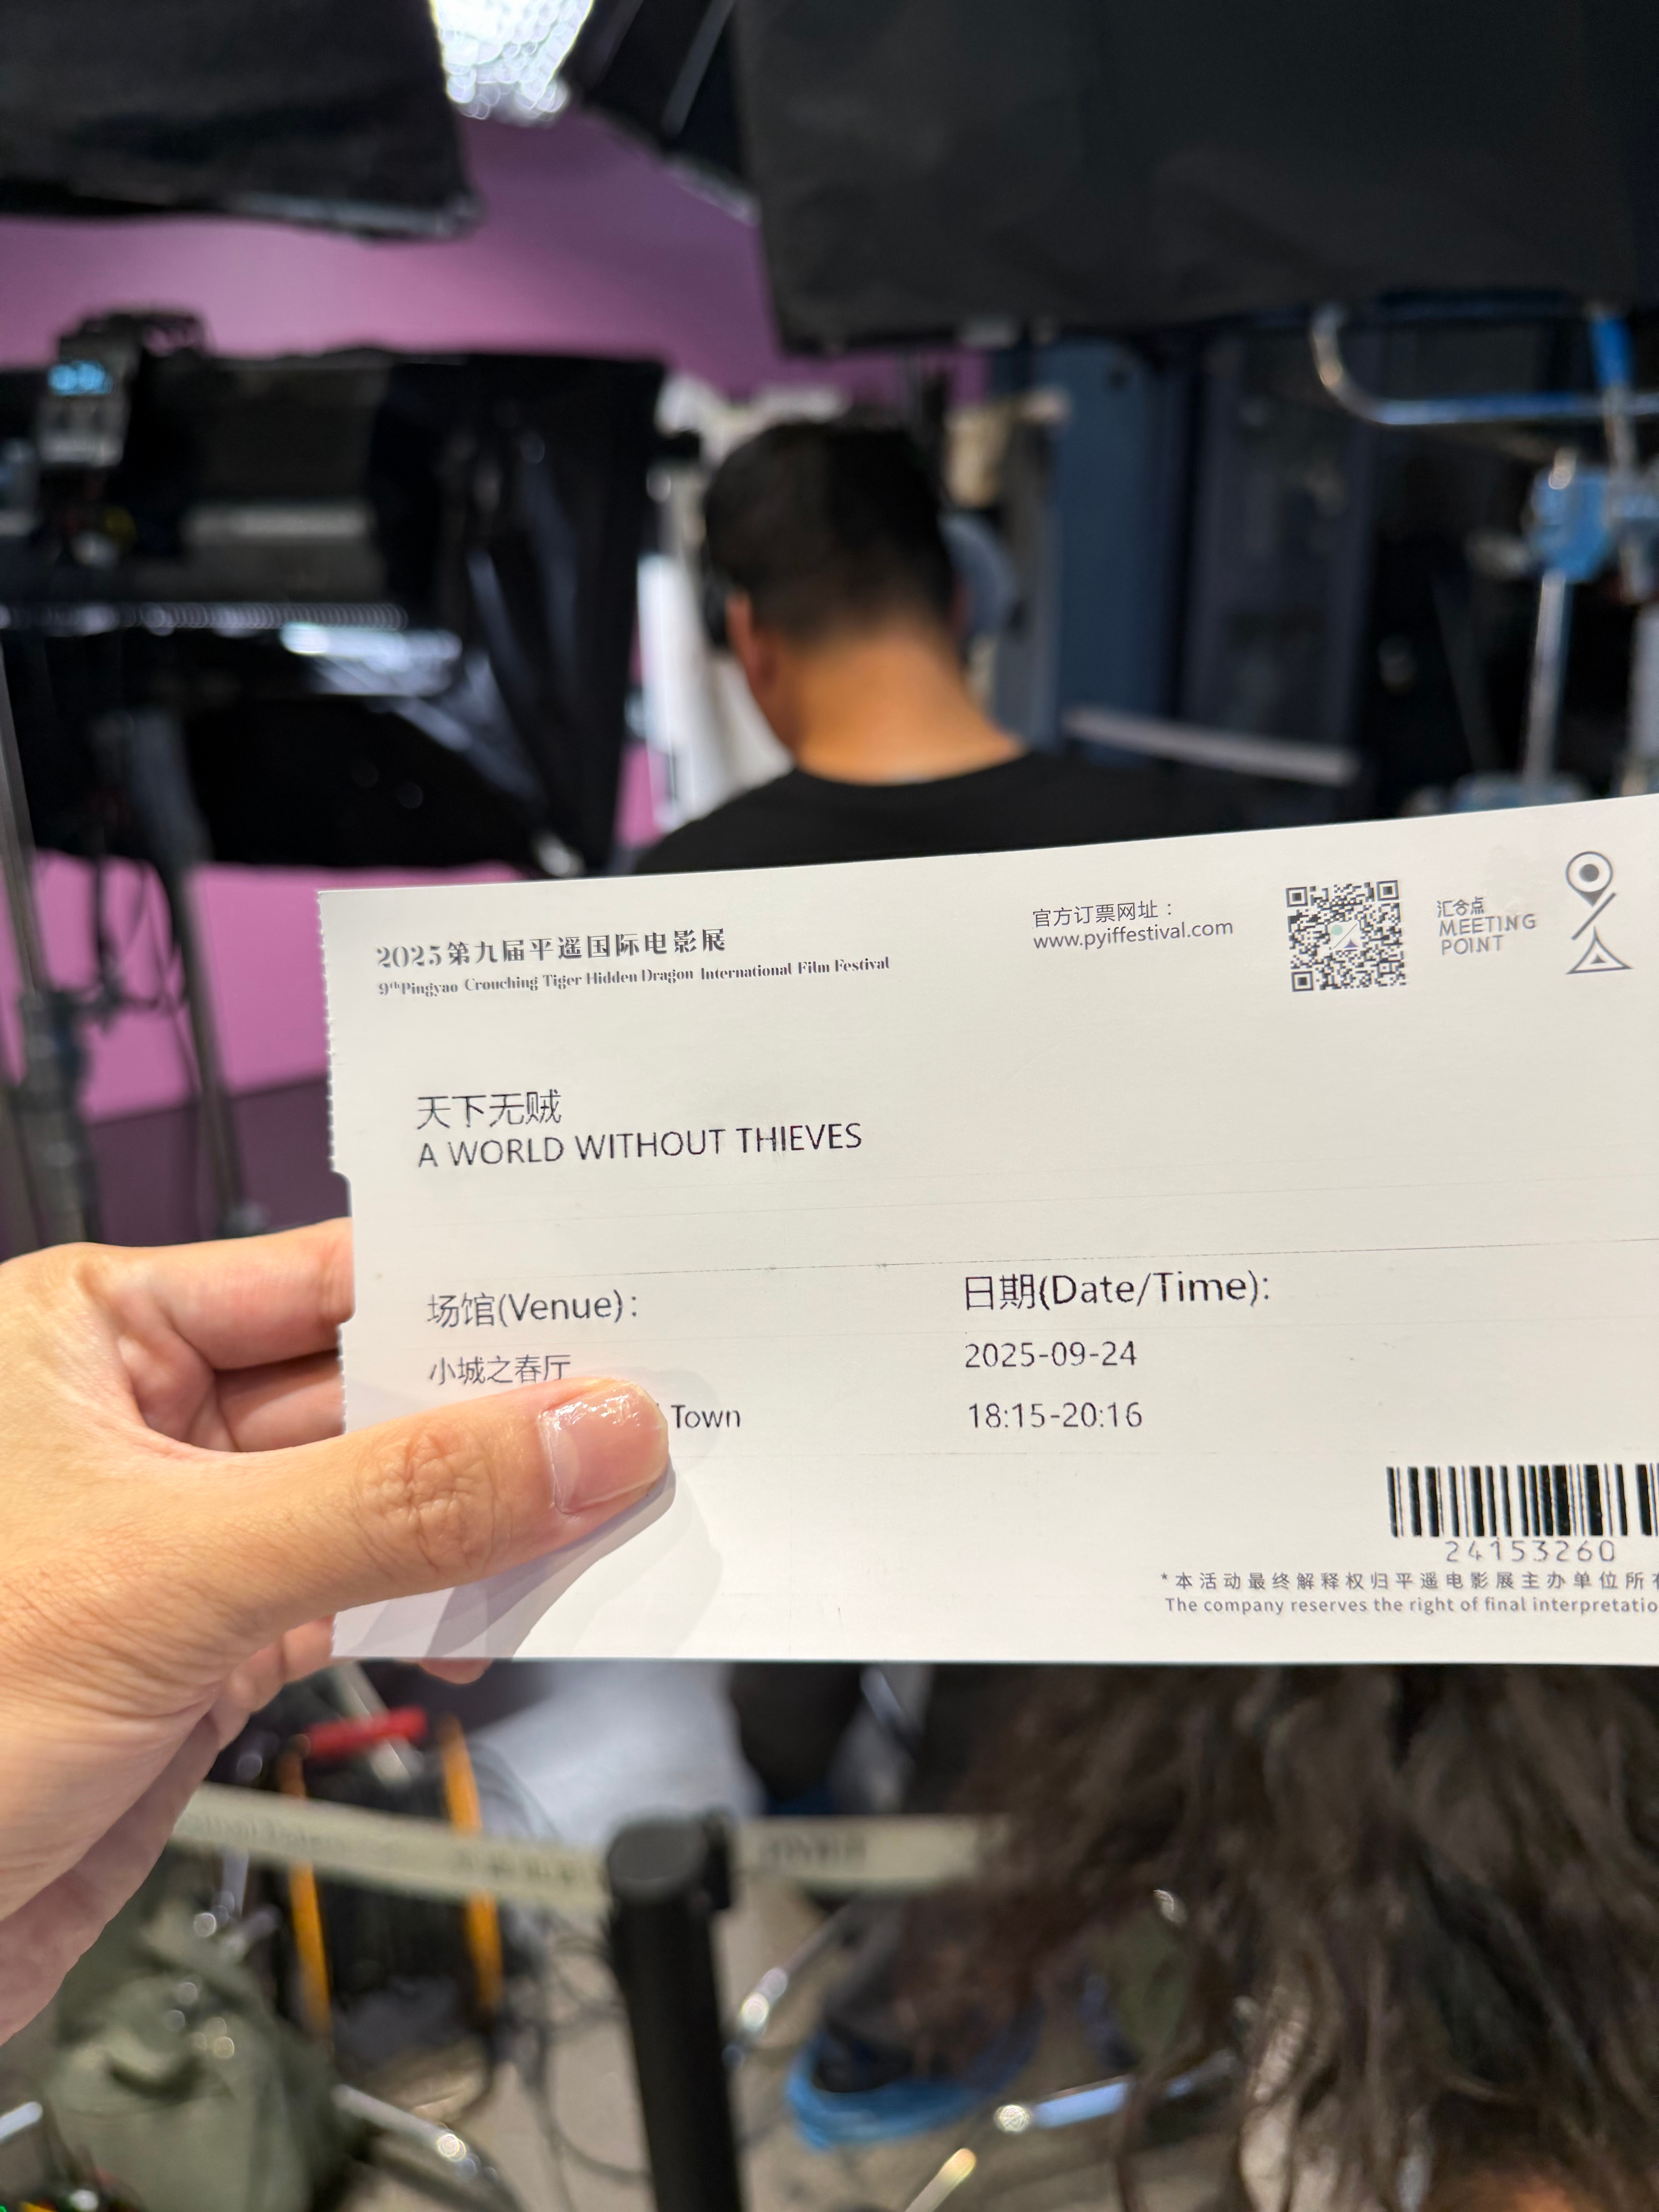 2025第九届平遥国际电影展
9th Pingyao Crouching Tiger Hidden Dragon International Film Festival
官方订票网址：
www.pyiffestival.com
汇合点
MEETING
POINT
天下无贼
A WORLD WITHOUT THIEVES
场馆(Venue):
小城之春厅
Town
日期(Date/Time):
2025-09-24
18:15-20:16
24153260
*本活动最终解释权归平遥电影展主办单位所
The company reserves the right of final interpretatio